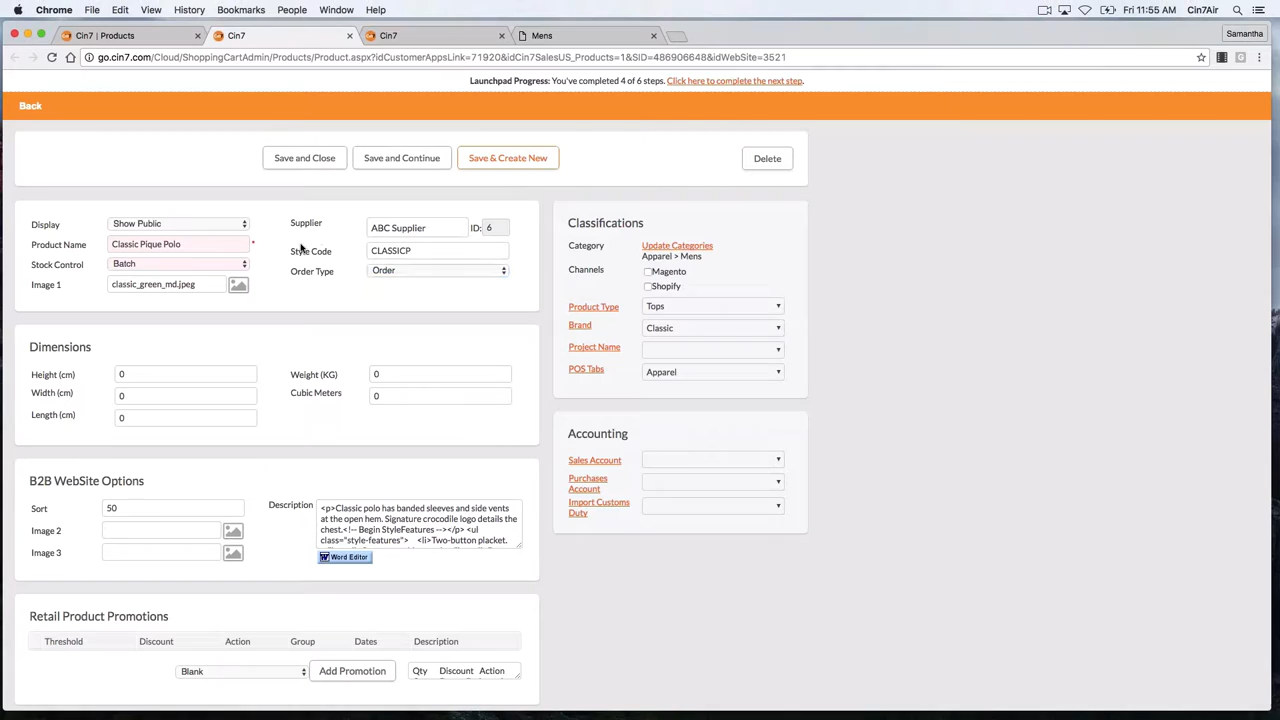 Chrome File Edit View History Bookmarks People Window Help Fri 11:55 AM Cin7Air
Cin7 | Products Cin7 Cin7 Mens Samantha
go.cin7.com/Cloud/ShoppingCartAdmin/Products/Product.aspx?idCustomerAppsLink=71920&idCin7SalesUS_Products=1&SID=486906648&idWebSite=3521
Launchpad Progress: You've completed 4 of 6 steps. Click here to complete the next step.
Back
Save and Close Save and Continue Save & Create New Delete
Display Show Public
Product Name Classic Pique Polo *
Stock Control Batch
Image 1 classic_green_md.jpeg
Supplier ABC Supplier ID: 6
Style Code CLASSICP
Order Type Order
Classifications
Category Update Categories
Apparel > Mens
Channels Magento
Shopify
Product Type Tops
Brand Classic
Project Name
POS Tabs Apparel
Dimensions
Height (cm) 0 Weight (KG) 0
Width (cm) 0 Cubic Meters 0
Length (cm) 0
Accounting
Sales Account
Purchases
Account
Import Customs
Duty
B2B WebSite Options
Sort 50
Image 2
Image 3
Description <p>Classic polo has banded sleeves and side vents
at the open hem. Signature crocodile logo details the
chest.<!-- Begin StyleFeatures --></p> <ul
class="style-features"> <li>Two-button placket.
Word Editor
Retail Product Promotions
Threshold Discount Action Group Dates Description
Blank Add Promotion Qty Discount Action